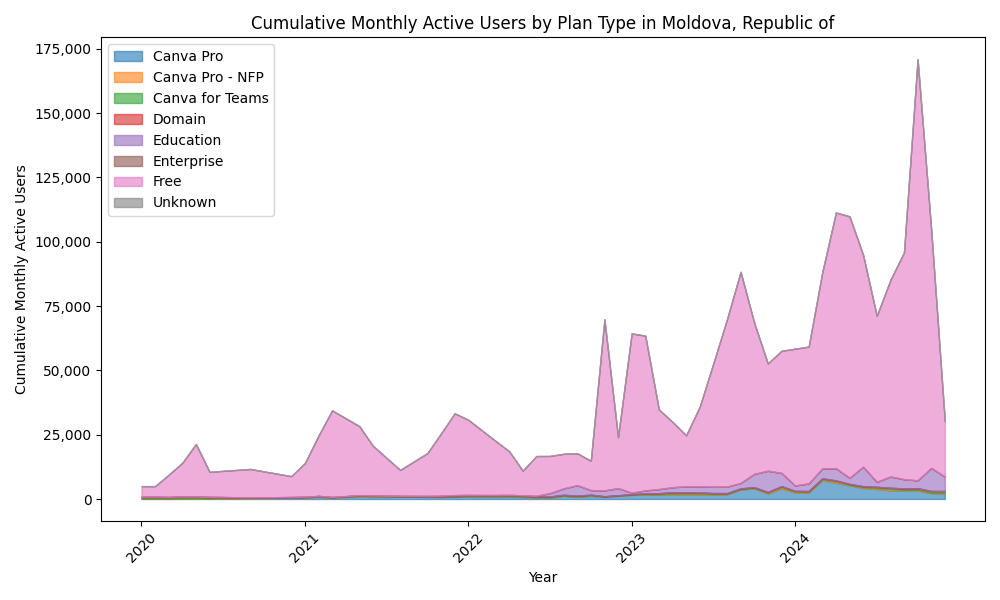 Cumulative Monthly Active Users by Plan Type in Moldova, Republic of
Cumulative Monthly Active Users
175,000
150,000
125,000
100,000
75,000
50,000
25,000
0
Canva Pro
Canva Pro - NFP
Canva for Teams
Domain
Education
Enterprise
Free
Unknown
2020
2021
2022
2023
2024
Year